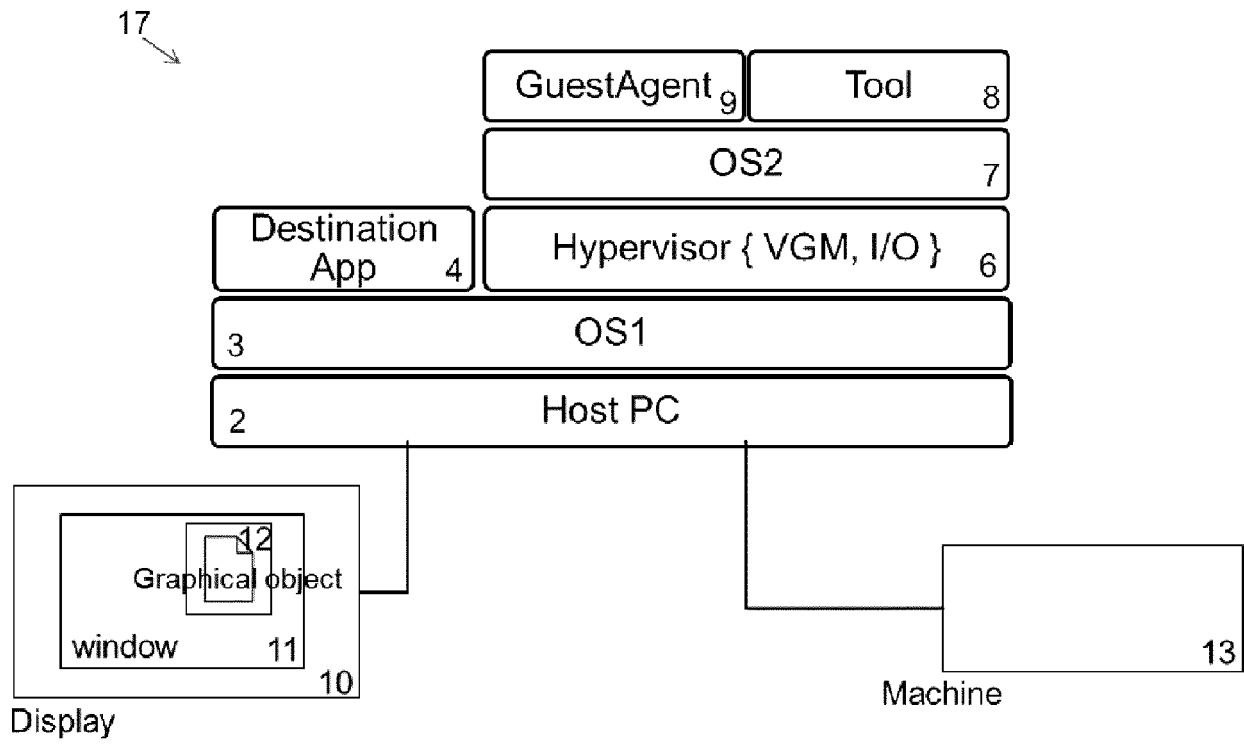 17
GuestAgent 9
Tool 8
OS2 7
Destination
App 4
Hypervisor { VGM, I/O } 6
3 OS1
2 Host PC
12
Graphical object
window 11
10
Display
13
Machine